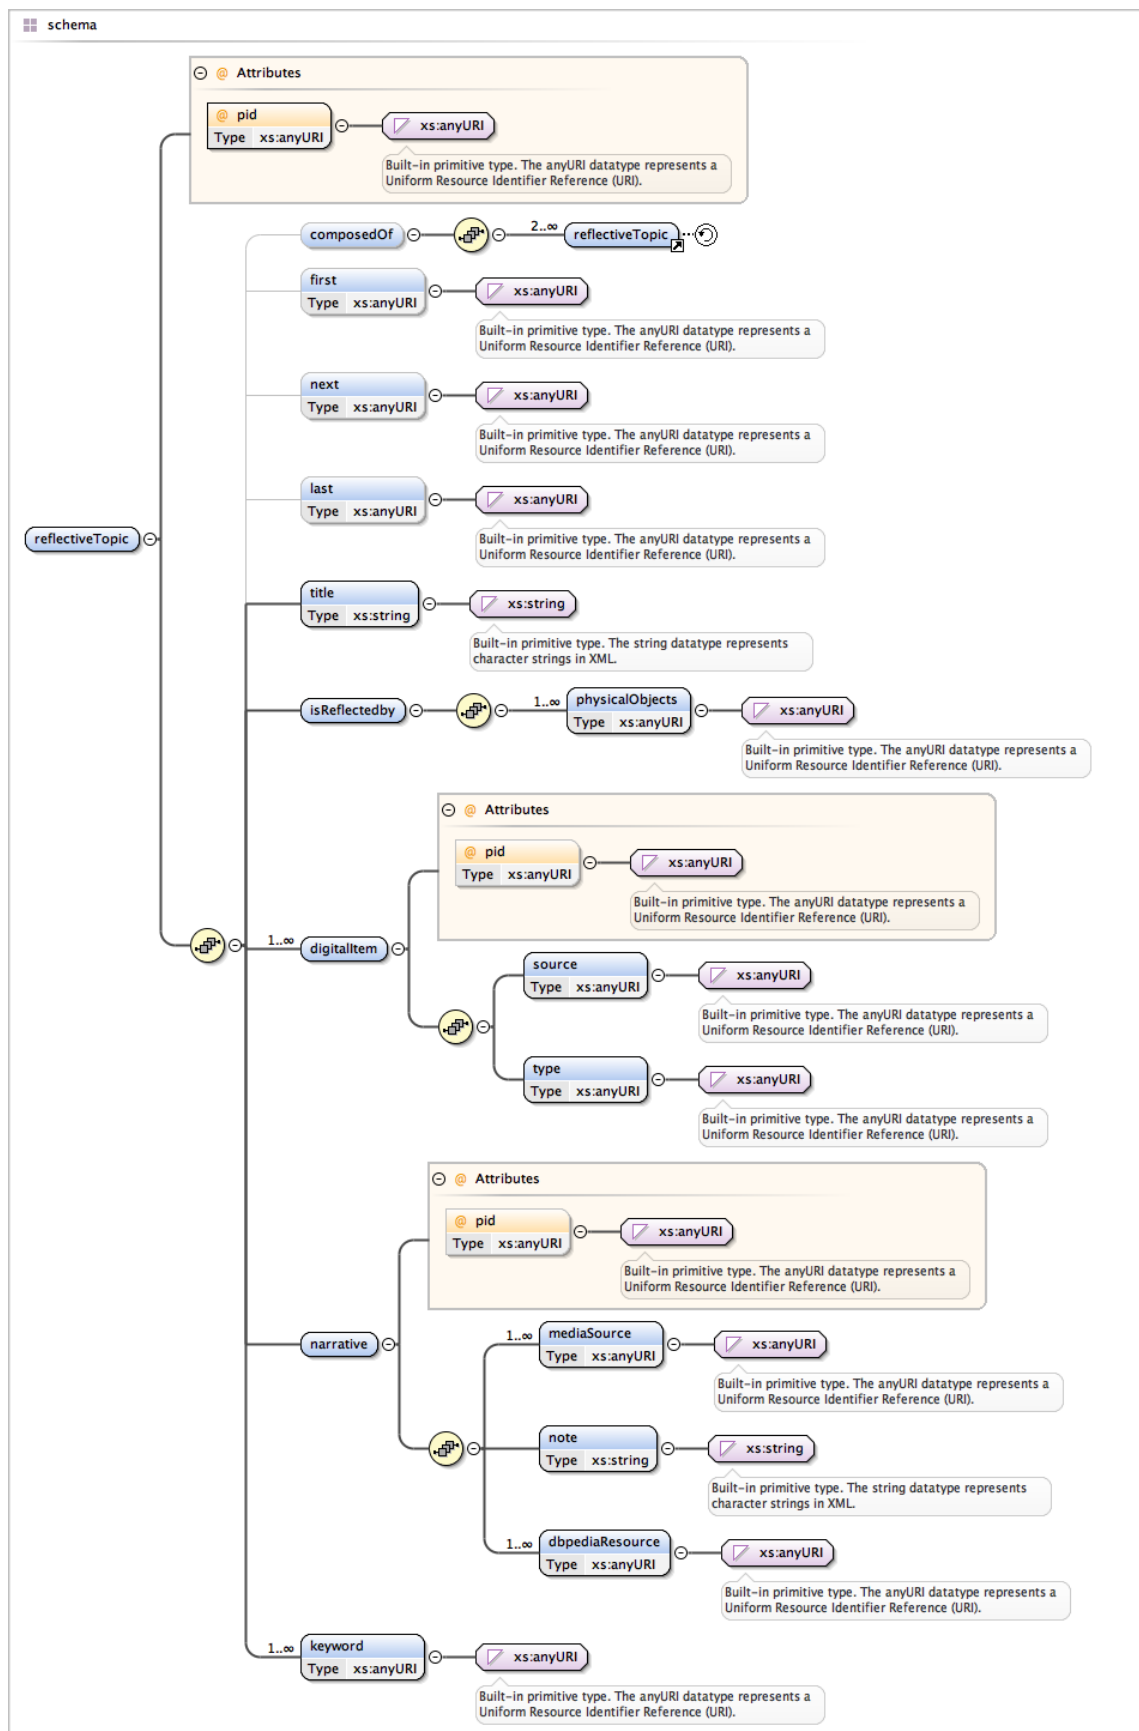 schema
Attributes
@ pid
Type xs:anyURI
xs:anyURI
Built-in primitive type. The anyURI datatype represents a
Uniform Resource Identifier Reference (URI).
composedOf
2..∞
reflectiveTopic
first
Type xs:anyURI
xs:anyURI
Built-in primitive type. The anyURI datatype represents a
Uniform Resource Identifier Reference (URI).
next
Type xs:anyURI
xs:anyURI
Built-in primitive type. The anyURI datatype represents a
Uniform Resource Identifier Reference (URI).
last
Type xs:anyURI
xs:anyURI
Built-in primitive type. The anyURI datatype represents a
Uniform Resource Identifier Reference (URI).
reflectiveTopic
title
Type xs:string
xs:string
Built-in primitive type. The string datatype represents
character strings in XML.
isReflectedby
1..∞
physicalObjects
Type xs:anyURI
xs:anyURI
Built-in primitive type. The anyURI datatype represents a
Uniform Resource Identifier Reference (URI).
@ Attributes
@ pid
Type xs:anyURI
xs:anyURI
Built-in primitive type. The anyURI datatype represents a
Uniform Resource Identifier Reference (URI).
1..∞
digitalItem
source
Type xs:anyURI
xs:anyURI
Built-in primitive type. The anyURI datatype represents a
Uniform Resource Identifier Reference (URI).
type
Type xs:anyURI
xs:anyURI
Built-in primitive type. The anyURI datatype represents a
Uniform Resource Identifier Reference (URI).
@ Attributes
@ pid
Type xs:anyURI
xs:anyURI
Built-in primitive type. The anyURI datatype represents a
Uniform Resource Identifier Reference (URI).
narrative
1..∞
mediaSource
Type xs:anyURI
xs:anyURI
Built-in primitive type. The anyURI datatype represents a
Uniform Resource Identifier Reference (URI).
note
Type xs:string
xs:string
Built-in primitive type. The string datatype represents
character strings in XML.
1..∞
dbpediaResource
Type xs:anyURI
xs:anyURI
Built-in primitive type. The anyURI datatype represents a
Uniform Resource Identifier Reference (URI).
1..∞
keyword
Type xs:anyURI
xs:anyURI
Built-in primitive type. The anyURI datatype represents a
Uniform Resource Identifier Reference (URI).